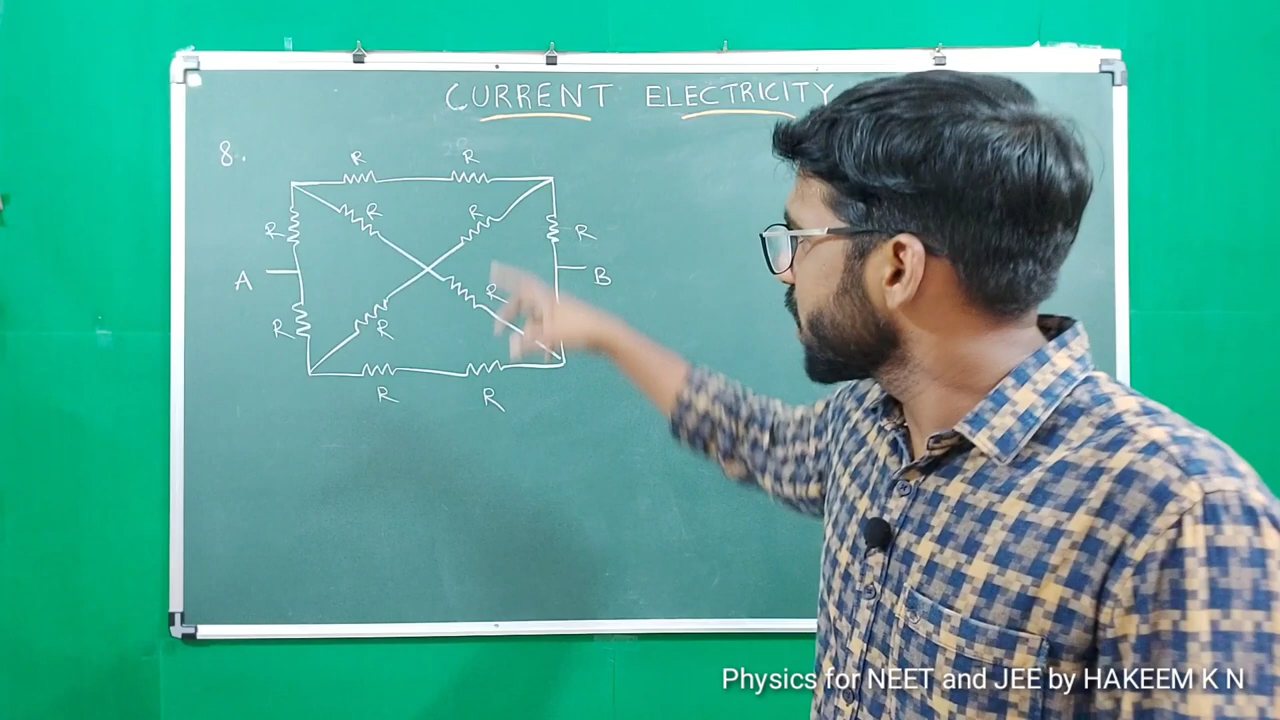 CURRENT ELECTRICITY
8.
R R
R R
R R
A B
R
R R
R R
Physics for NEET and JEE by HAKEEM K N